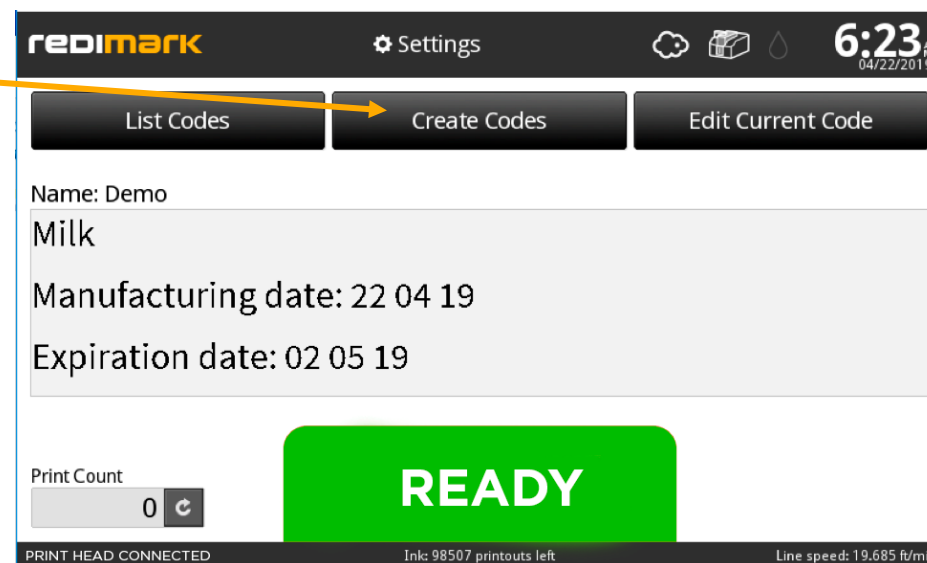 redimark Settings 6:23
04/22/2019
List Codes Create Codes Edit Current Code
Name: Demo
Milk
Manufacturing date: 22 04 19
Expiration date: 02 05 19
Print Count
0
READY
PRINT HEAD CONNECTED Ink: 98507 printouts left Line speed: 19.685 ft/mi